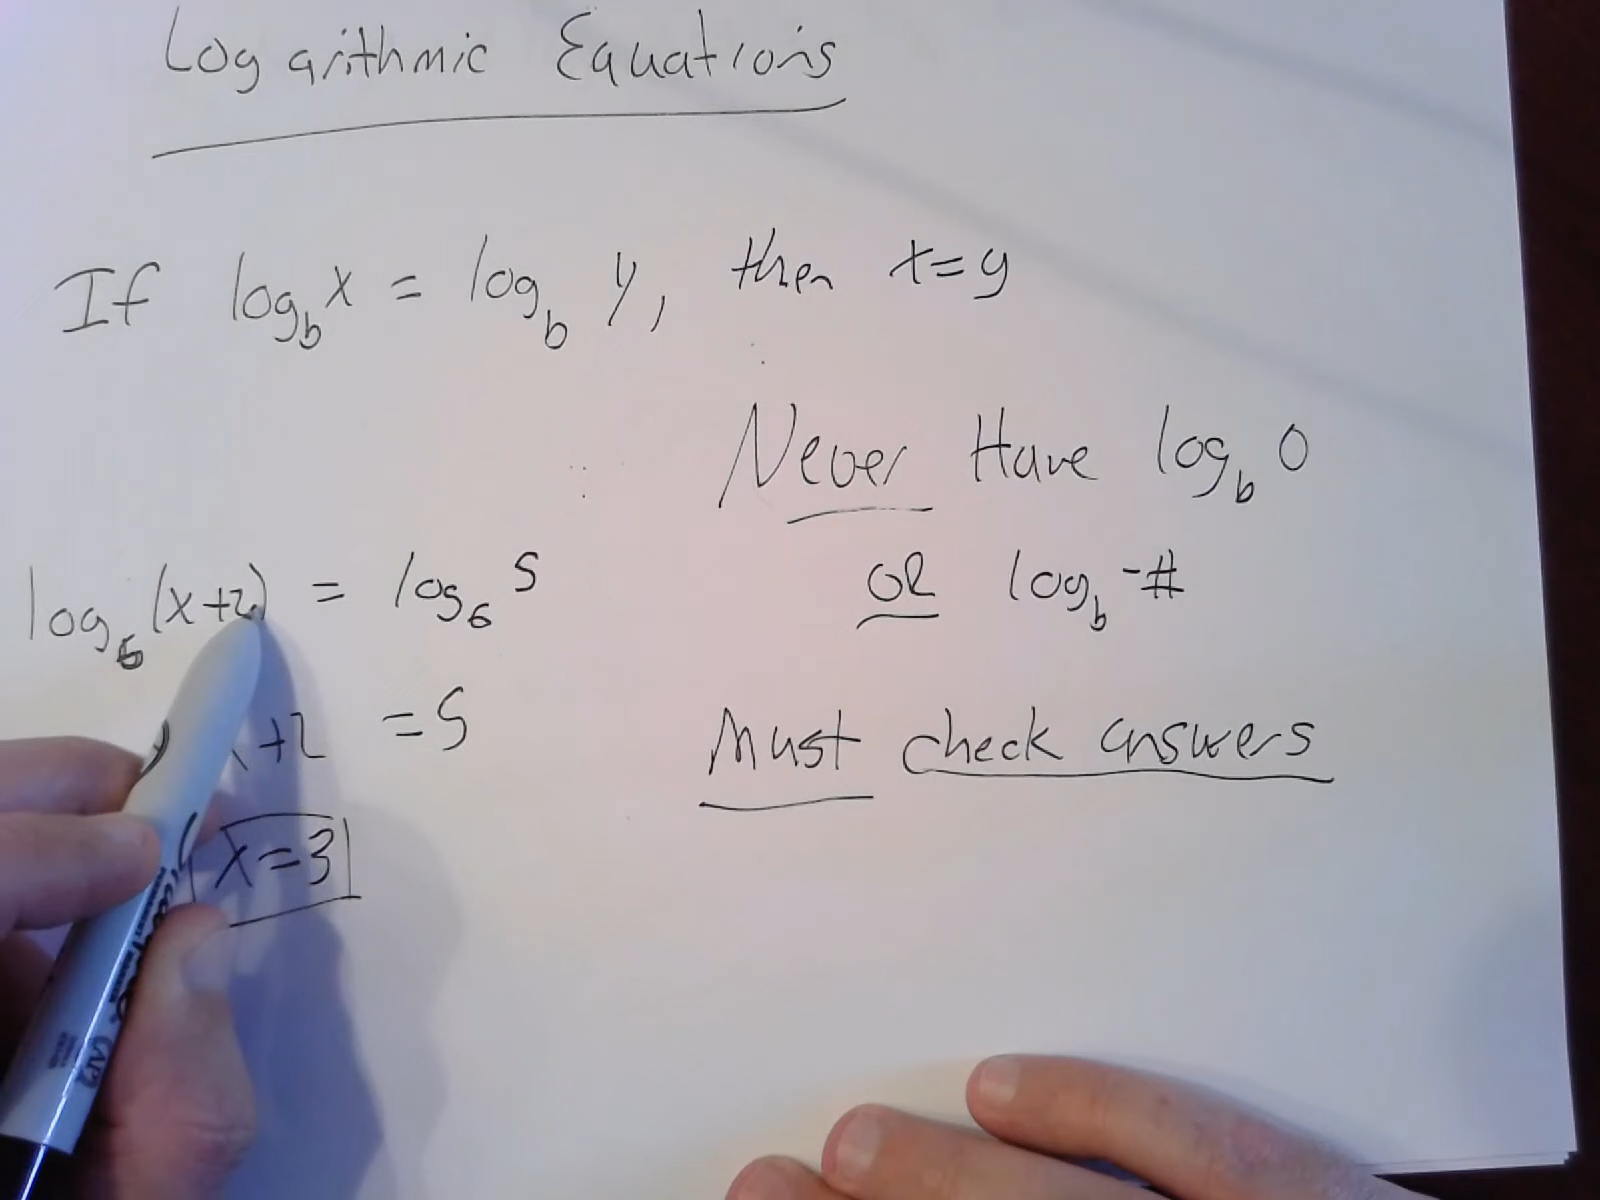 Logarithmic Equations
If log_b x = log_b y, then x=y
Never Have log_b 0
OR log_b -#
log_6 (x+2) = log_6 5
x+2 = 5
x=3
Must check answers